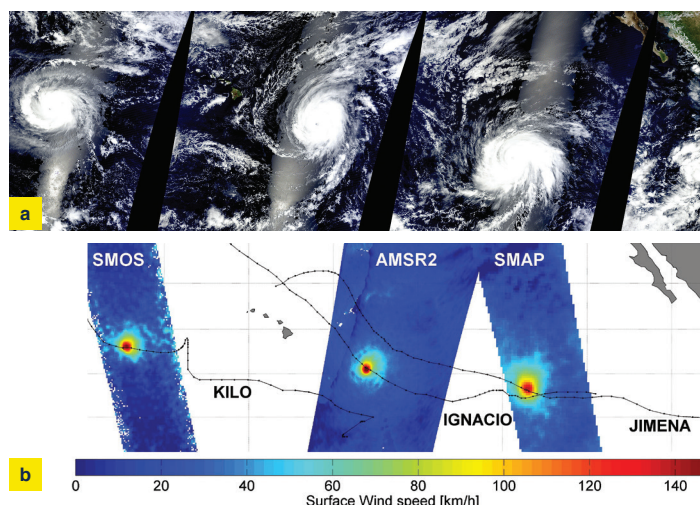 a
SMOS AMSR2 SMAP
KILO
IGNACIO
JIMENA
b
0 20 40 60 80 100 120 140
Surface Wind speed [km/h]